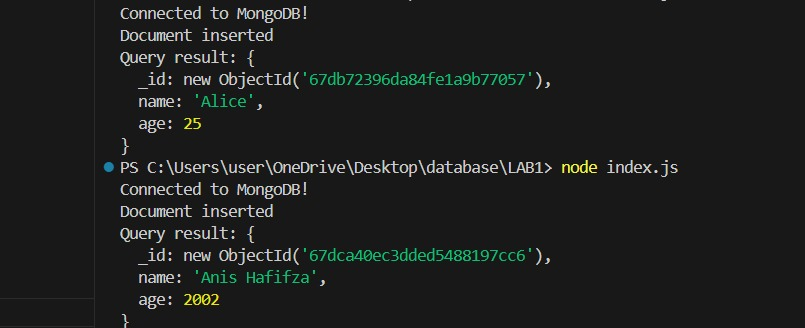 Connected to MongoDB!
Document inserted
Query result: {
  _id: new ObjectId('67db72396da84fe1a9b77057'),
  name: 'Alice',
  age: 25
}
PS C:\Users\user\OneDrive\Desktop\database\LAB1> node index.js
Connected to MongoDB!
Document inserted
Query result: {
  _id: new ObjectId('67dca40ec3dded5488197cc6'),
  name: 'Anis Hafifza',
  age: 2002
}